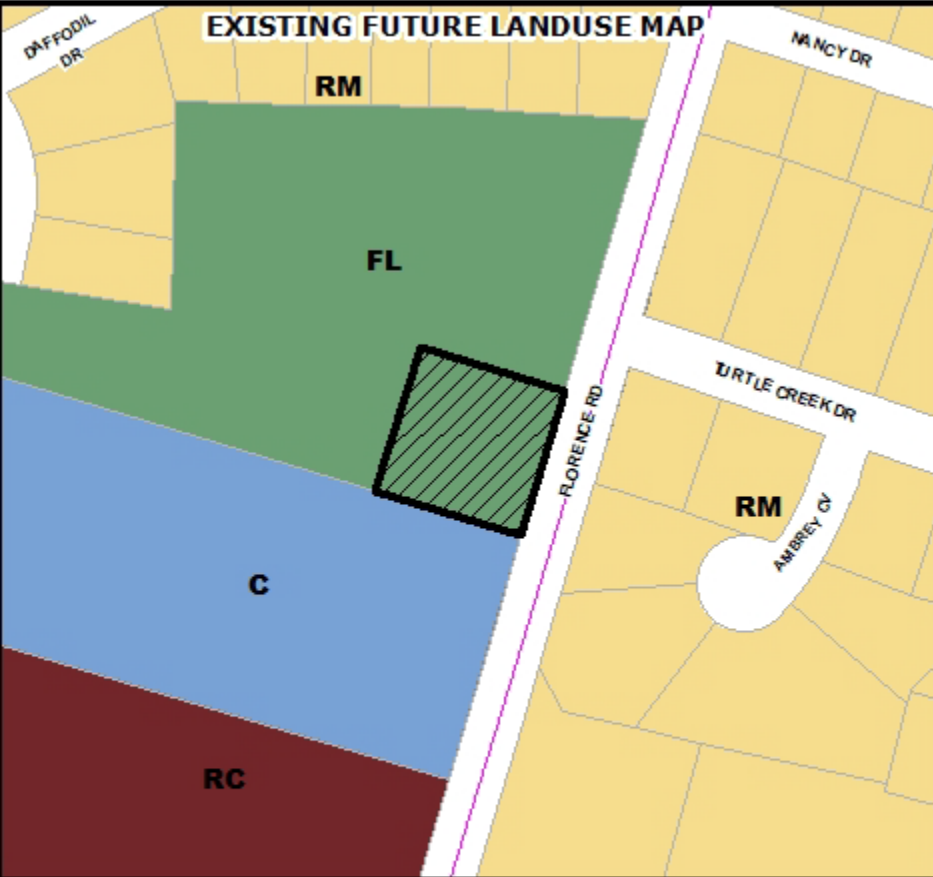 EXISTING FUTURE LANDUSE MAP
DAFFODIL
DR
NANCY DR
RM
FL
TURTLE CREEK DR
FLORENCE RD
RM
AMBREY CV
C
RC